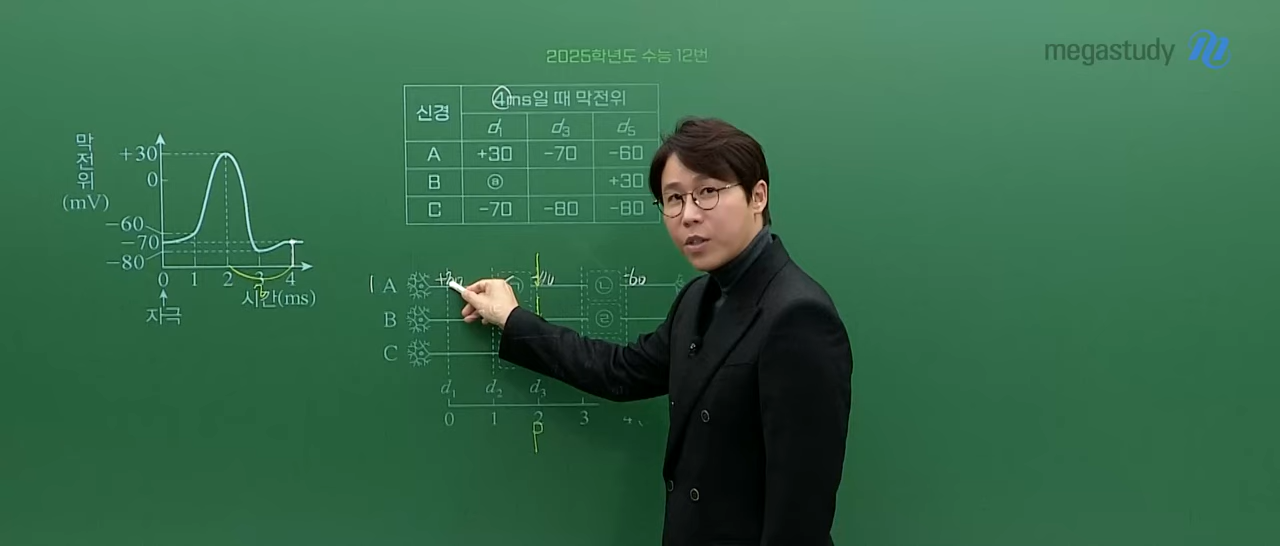 2025학년도 수능 12번
megastudy
신경 4ms일 때 막전위
d₁ d₃ d₅
A +30 -70 -60
B ⓐ +30
C -70 -80 -80
막전위
(mV)
+30
0
-60
-70
-80
0 1 2 3 4
3
자극
시간(ms)
1 A ㉠ ㉡ -60
B ㉣
C
d₁ d₂ d₃
0 1 2 3 4
P